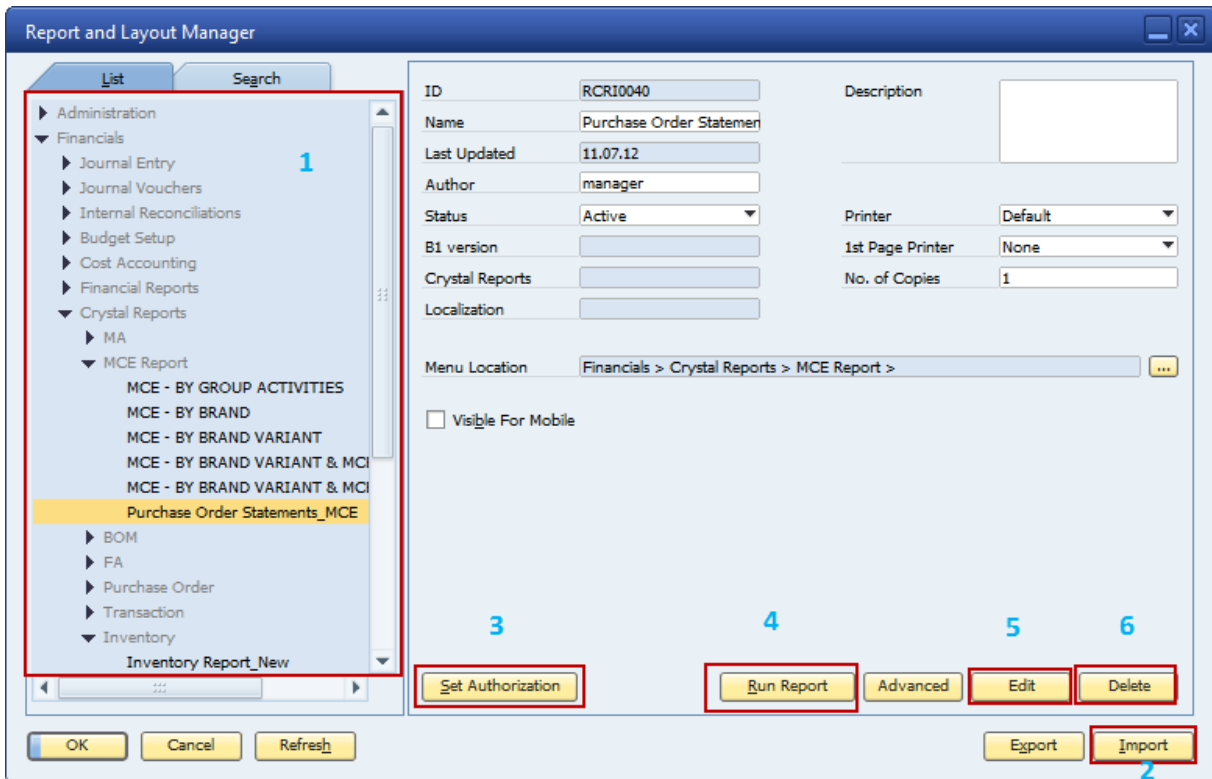 Report and Layout Manager
List Search
Administration
Financials
1
Journal Entry
Journal Vouchers
Internal Reconciliations
Budget Setup
Cost Accounting
Financial Reports
Crystal Reports
MA
MCE Report
MCE - BY GROUP ACTIVITIES
MCE - BY BRAND
MCE - BY BRAND VARIANT
MCE - BY BRAND VARIANT & MCE
MCE - BY BRAND VARIANT & MCE
Purchase Order Statements_MCE
BOM
FA
Purchase Order
Transaction
Inventory
Inventory Report_New
ID RCRI0040
Name Purchase Order Statemen
Last Updated 11.07.12
Author manager
Status Active
B1 version
Crystal Reports
Localization
Description
Printer Default
1st Page Printer None
No. of Copies 1
Menu Location Financials > Crystal Reports > MCE Report > ...
Visible For Mobile
3 4 5 6
Set Authorization Run Report Advanced Edit Delete
OK Cancel Refresh Export Import
2